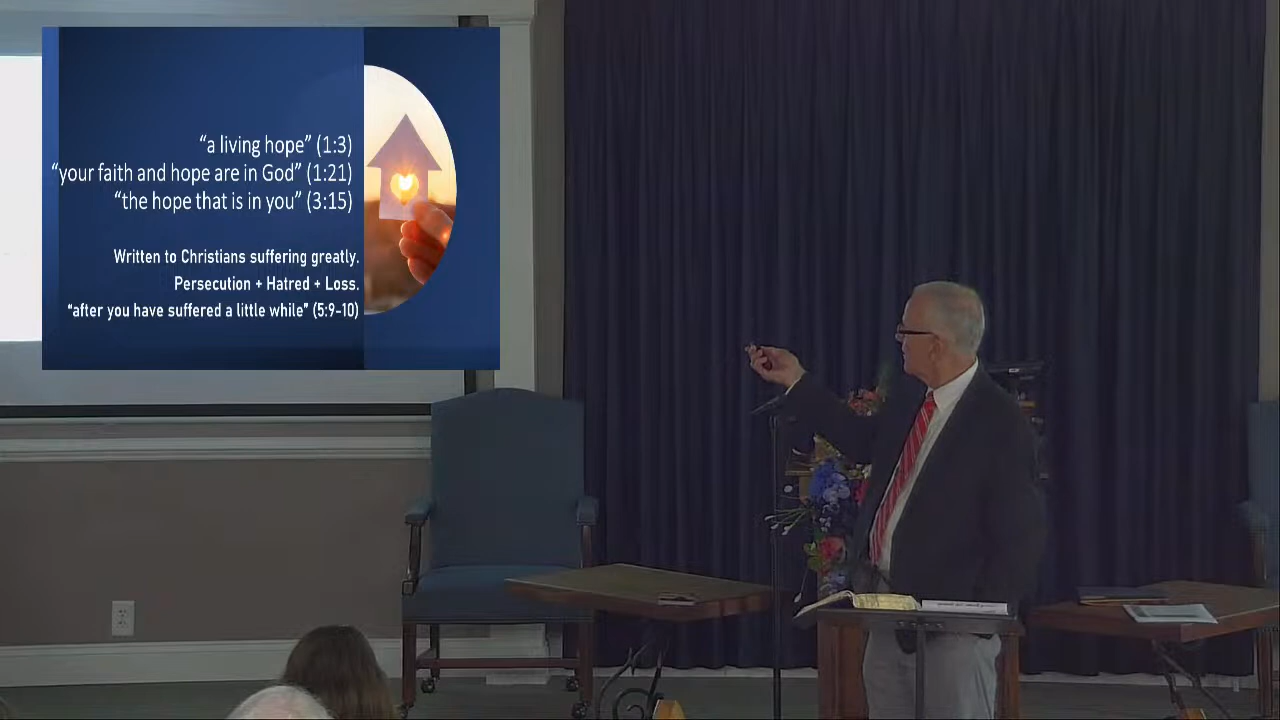 “a living hope” (1:3)
“your faith and hope are in God” (1:21)
“the hope that is in you” (3:15)
Written to Christians suffering greatly.
Persecution + Hatred + Loss.
“after you have suffered a little while” (5:9-10)